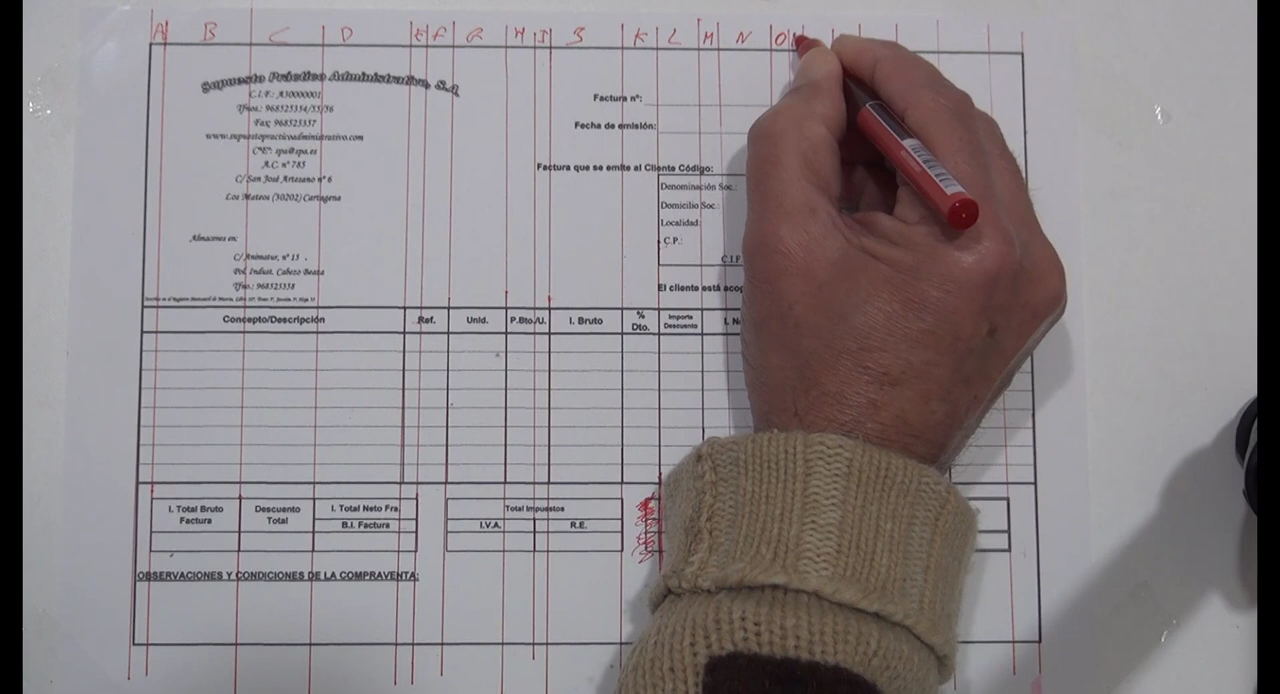 A B C D E F G H I J K L M N O
Supuesto Práctico Administrativo, S.A
C.I.F.: A30000001
Tfnos.: 968525354/55/56
Fax: 968525357
www.supuestopracticoadministrativo.com
Cº Eº: spa@spa.es
A.C. nº 785
C/ San José Artesano nº 6
Los Mateos (30202) Cartagena
Almacenes en:
C/ Animatur, nº 15 .
Pol. Indust. Cabezo Beaza
Tfno.: 968525358
Factura nº:
Fecha de emisión:
Factura que se emite al Cliente Código:
Denominación Soc.:
Domicilio Soc.:
Localidad:
C.P.:
C.I.F
El cliente está
Concepto/Descripción Ref. Unid. P.Bto./U. I. Bruto % Dto. Importe Descuento
I. Total Bruto Factura Descuento Total I. Total Neto Fra. Total Impuestos
B.I. Factura I.V.A. R.E.
OBSERVACIONES Y CONDICIONES DE LA COMPRAVENTA: